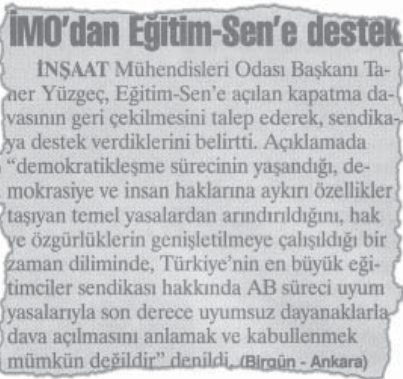 İMO'dan Eğitim-Sen'e destek
İNŞAAT Mühendisleri Odası Başkanı Ta-
ner Yüzgeç, Eğitim-Sen'e açılan kapatma da-
vasının geri çekilmesini talep ederek, sendika-
ya destek verdiklerini belirtti. Açıklamada
“demokratikleşme sürecinin yaşandığı, de-
mokrasiye ve insan haklarına aykırı özellikler
taşıyan temel yasalardan arındırıldığını, hak
ve özgürlüklerin genişletilmeye çalışıldığı bir
zaman diliminde, Türkiye'nin en büyük eği-
timciler sendikası hakkında AB süreci uyum
yasalarıyla son derece uyumsuz dayanaklarla
dava açılmasını anlamak ve kabullenmek
mümkün değildir” denildi. (Birgün - Ankara)